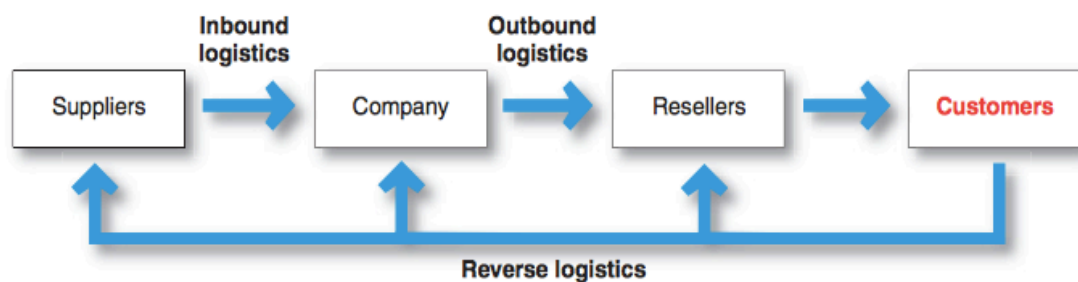 Inbound
logistics
Outbound
logistics
Suppliers
Company
Resellers
Customers
Reverse logistics